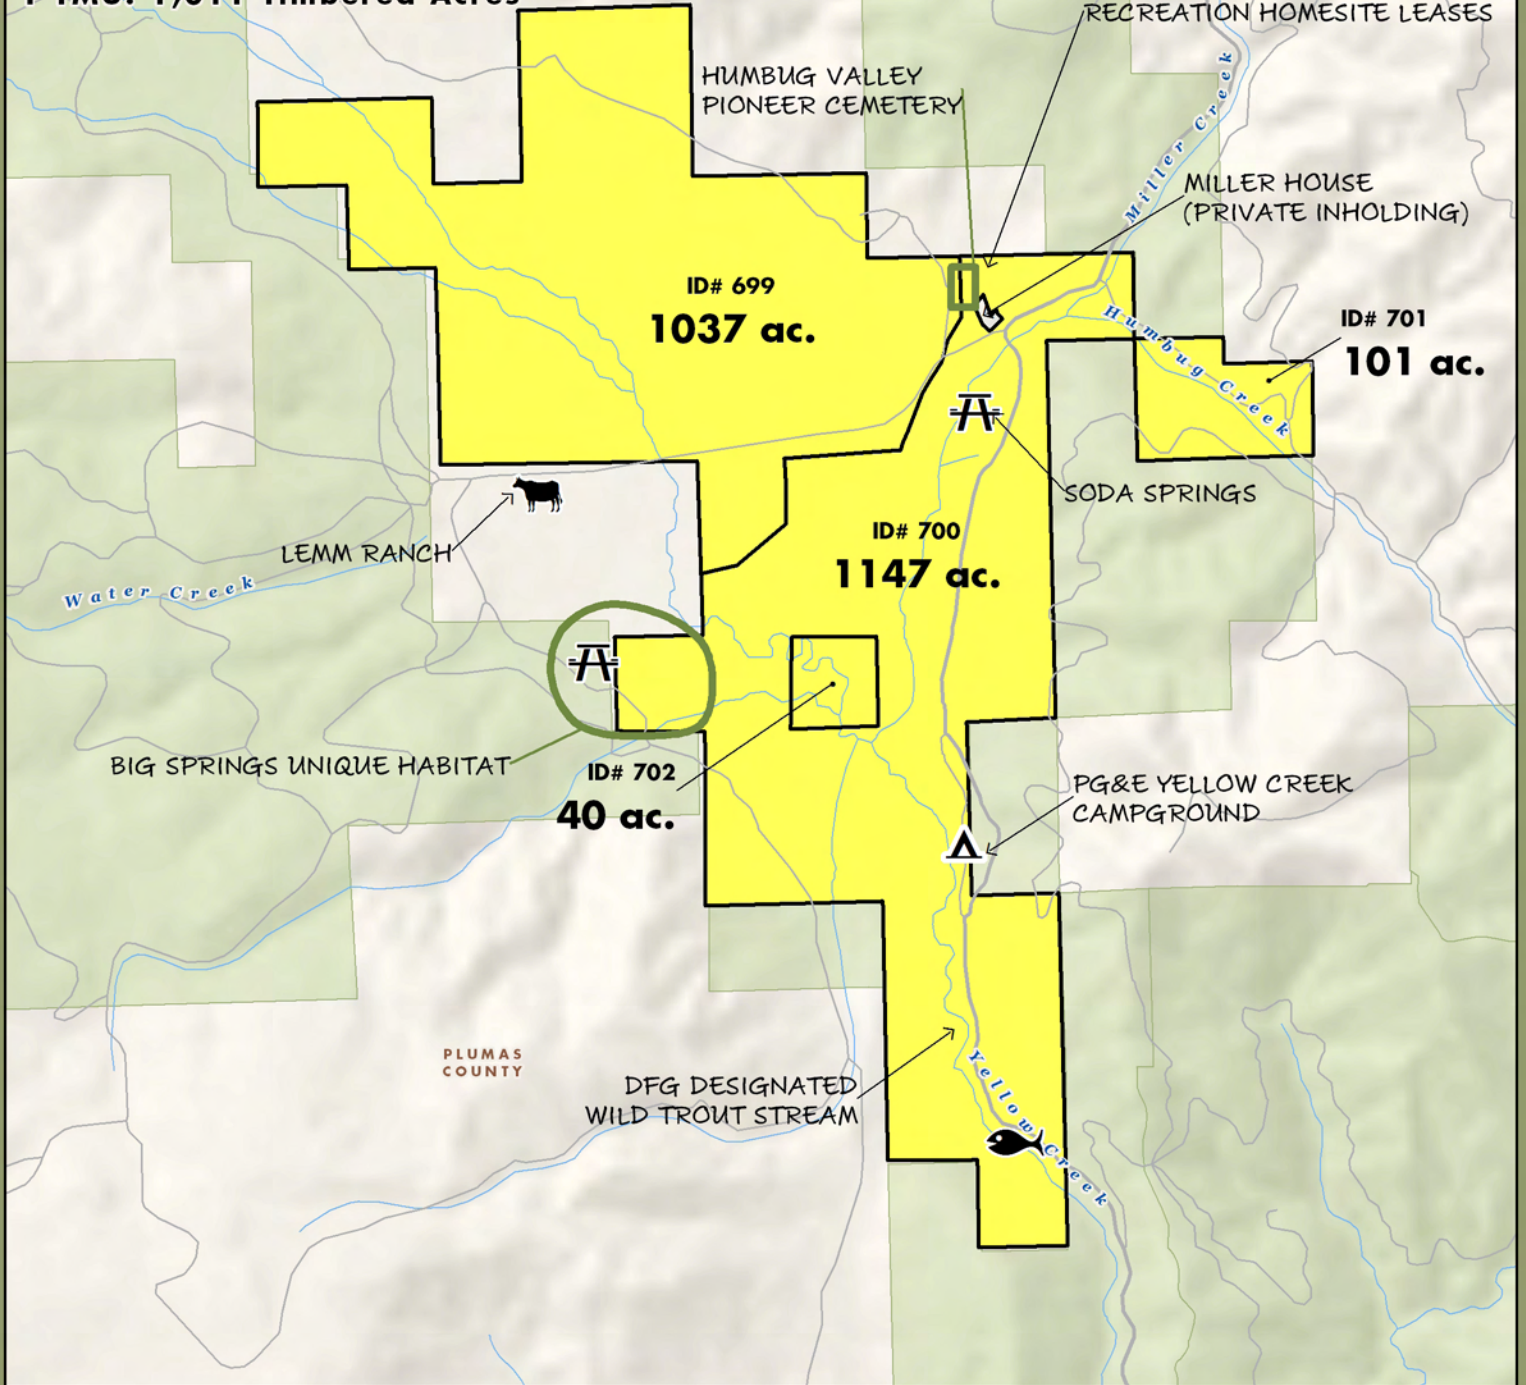 Timbered Acres
RECREATION HOMESITE LEASES
HUMBUG VALLEY
PIONEER CEMETERY
Miller Creek
MILLER HOUSE
(PRIVATE INHOLDING)
ID# 699
1037 ac.
Humbug Creek
ID# 701
101 ac.
SODA SPRINGS
LEMM RANCH
ID# 700
1147 ac.
Water Creek
BIG SPRINGS UNIQUE HABITAT
ID# 702
40 ac.
PG&E YELLOW CREEK
CAMPGROUND
PLUMAS
COUNTY
DFG DESIGNATED
WILD TROUT STREAM
Yellow Creek